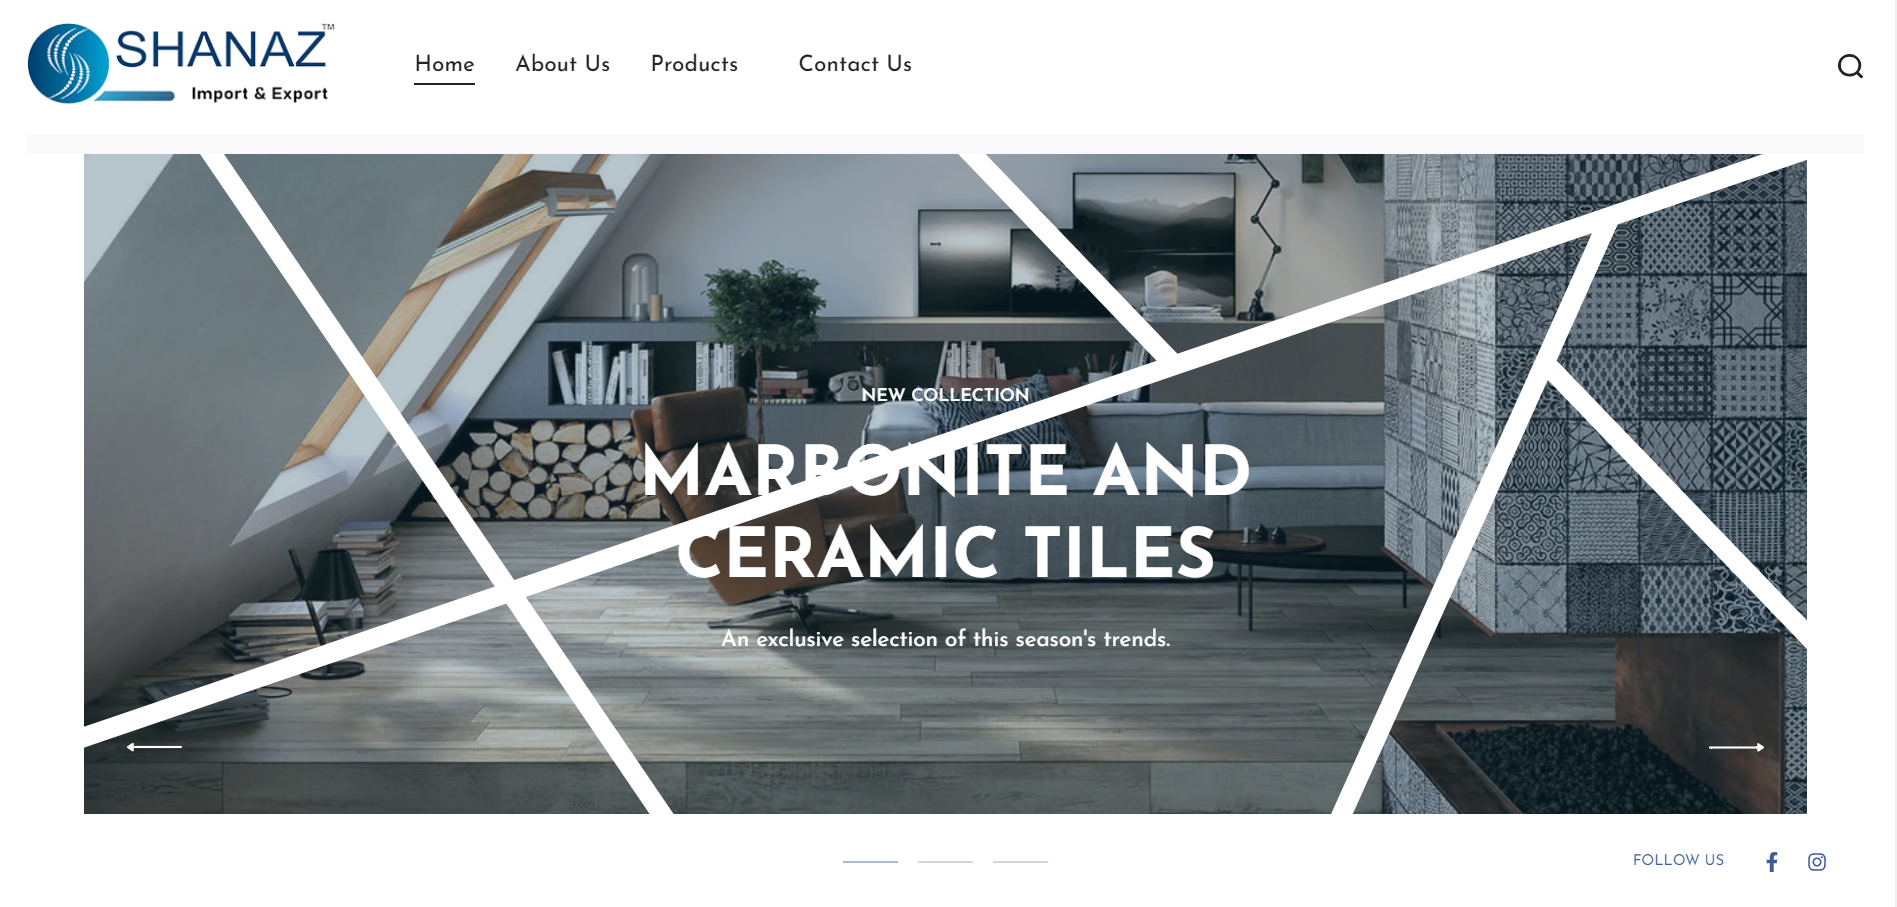 SHANAZ™
Import & Export
Home
About Us
Products
Contact Us
NEW COLLECTION
MARBONITE AND
CERAMIC TILES
An exclusive selection of this season's trends.
FOLLOW US